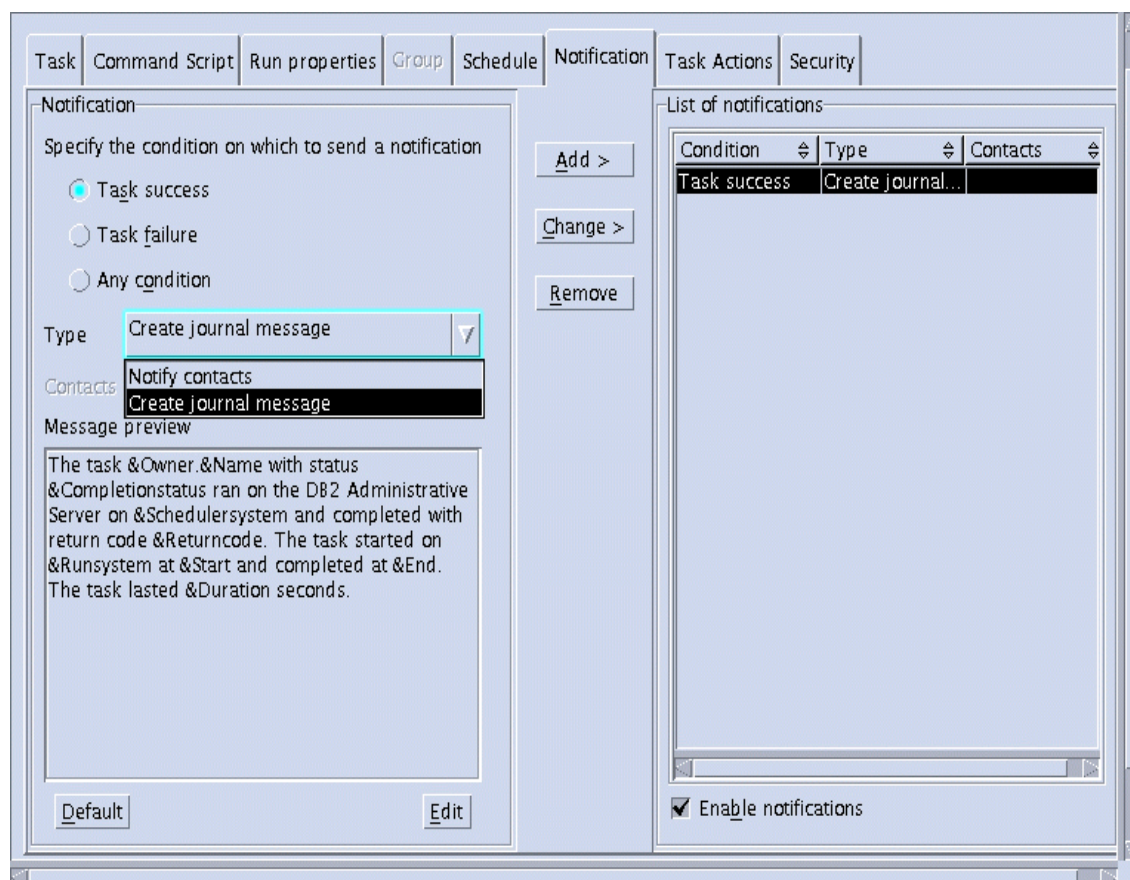 Task Command Script Run properties Group Schedule Notification Task Actions Security
Notification
Specify the condition on which to send a notification
Task success
Task failure
Any condition
Type Create journal message
Notify contacts
Contacts
Create journal message
Message preview
The task &Owner.&Name with status
&Completionstatus ran on the DB2 Administrative
Server on &Schedulersystem and completed with
return code &Returncode. The task started on
&Runsystem at &Start and completed at &End.
The task lasted &Duration seconds.
Default Edit
Add >
Change >
Remove
List of notifications
Condition Type Contacts
Task success Create journal...
Enable notifications